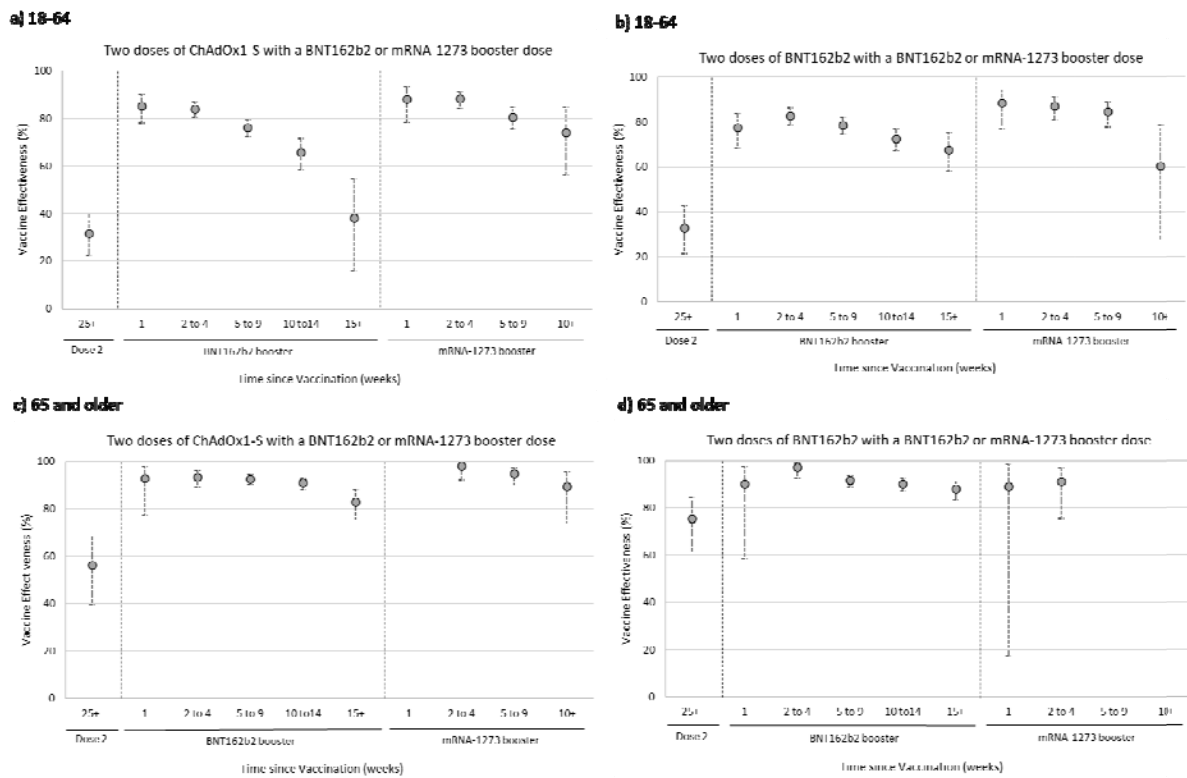 a) 18-64
Two doses of ChAdOx1 S with a BNT162b2 or mRNA 1273 booster dose
Vaccine Effectiveness (%)
100
80
60
40
20
0
25+ 1 2 to 4 5 to 9 10 to14 15+ 1 2 to 4 5 to 9 10+
Dose 2 BNT162b2 booster mRNA-1273 booster
Time since Vaccination (weeks)
b) 18-64
Two doses of BNT162b2 with a BNT162b2 or mRNA-1273 booster dose
Vaccine Effectiveness (%)
100
80
60
40
20
0
25+ 1 2 to 4 5 to 9 10 to14 15+ 1 2 to 4 5 to 9 10+
Dose 2 BNT162b2 booster mRNA 1273 booster
Time since Vaccination (weeks)
c) 65 and older
Two doses of ChAdOx1-S with a BNT162b2 or mRNA-1273 booster dose
Vaccine Effectiveness (%)
100
80
60
40
20
0
25+ 1 2 to 4 5 to 9 10 to14 15+ 1 2 to 4 5 to 9 10+
Dose 2 BNT162b2 booster mRNA-1273 booster
Time since Vaccination (weeks)
d) 65 and older
Two doses of BNT162b2 with a BNT162b2 or mRNA-1273 booster dose
Vaccine Effectiveness (%)
100
80
60
40
20
0
25+ 1 2 to 4 5 to 9 10 to14 15+ 1 2 to 4 5 to 9 10+
Dose 2 BNT162b2 booster mRNA 1273 booster
Time since Vaccination (weeks)